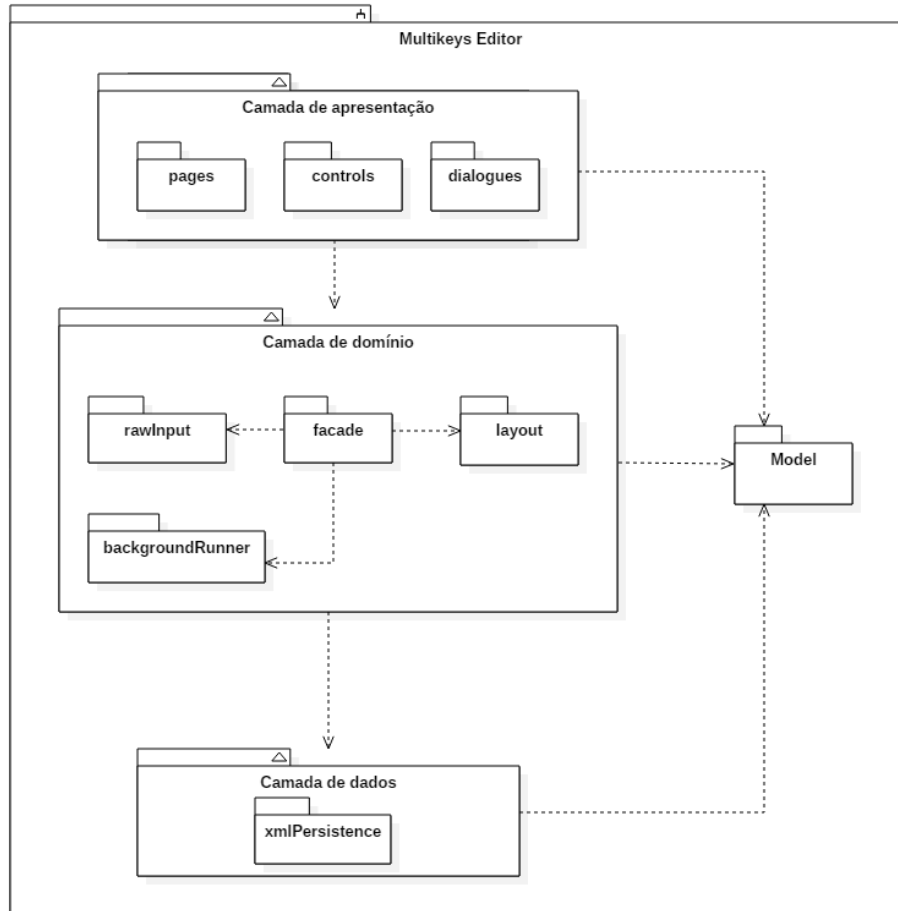 Multikeys Editor
Camada de apresentação
pages
controls
dialogues
Camada de domínio
rawInput
facade
layout
Model
backgroundRunner
Camada de dados
xmlPersistence